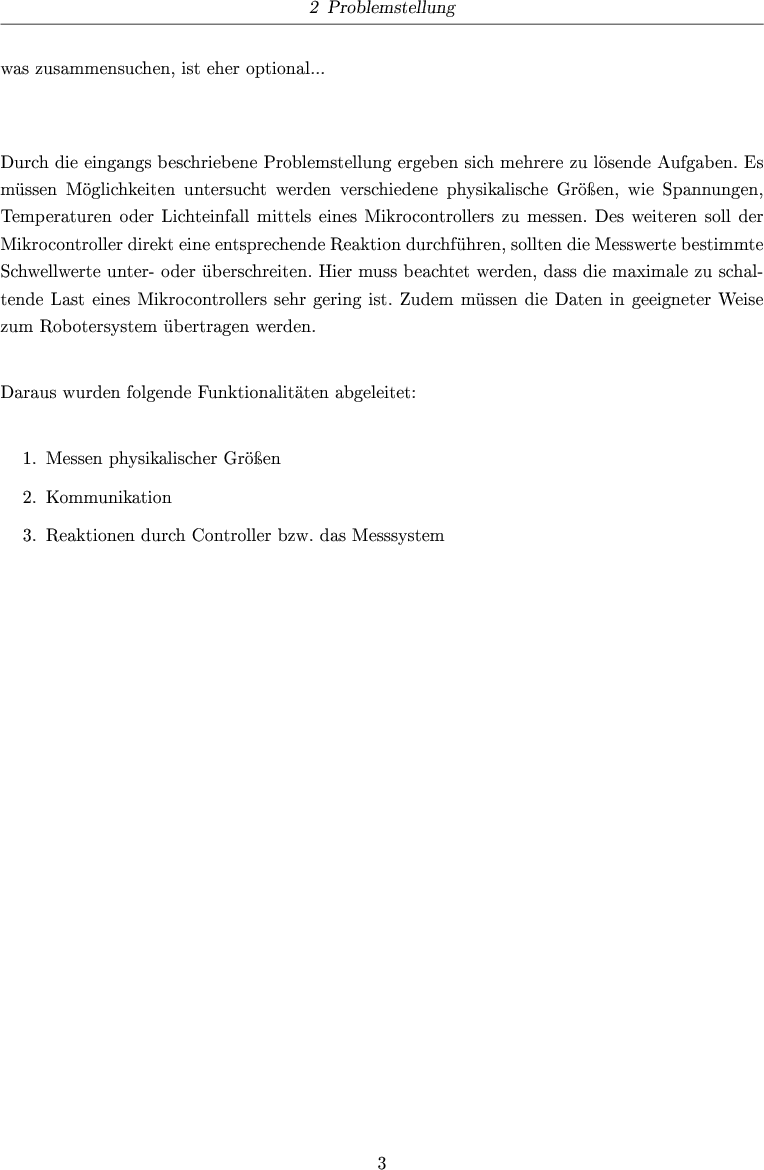 2 Problemstellung
was zusammensuchen, ist eher optional...
Durch die eingangs beschriebene Problemstellung ergeben sich mehrere zu lösende Aufgaben. Es
müssen Möglichkeiten untersucht werden verschiedene physikalische Größen, wie Spannungen,
Temperaturen oder Lichteinfall mittels eines Mikrocontrollers zu messen. Des weiteren soll der
Mikrocontroller direkt eine entsprechende Reaktion durchführen, sollten die Messwerte bestimmte
Schwellwerte unter- oder überschreiten. Hier muss beachtet werden, dass die maximale zu schal-
tende Last eines Mikrocontrollers sehr gering ist. Zudem müssen die Daten in geeigneter Weise
zum Robotersystem übertragen werden.
Daraus wurden folgende Funktionalitäten abgeleitet:
1. Messen physikalischer Größen
2. Kommunikation
3. Reaktionen durch Controller bzw. das Messsystem
3